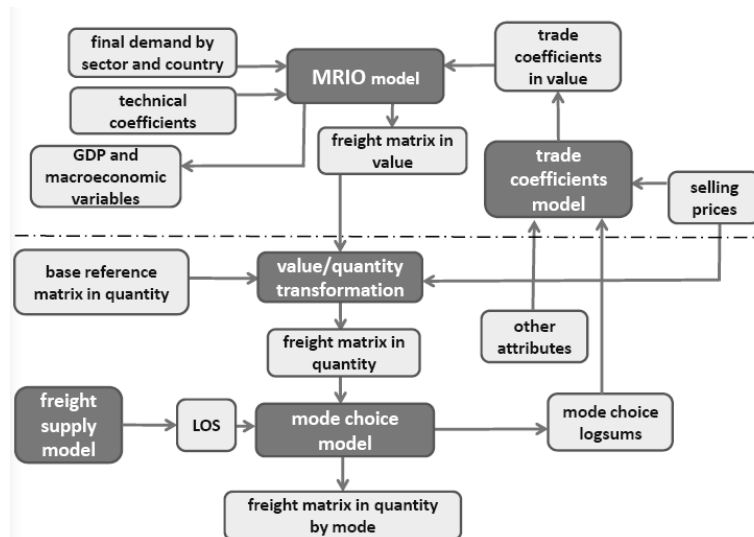 final demand by
sector and country
MRIO model
trade
coefficients
in value
technical
coefficients
freight matrix in
value
GDP and
macroeconomic
variables
trade
coefficients
model
selling
prices
base reference
matrix in quantity
value/quantity
transformation
freight matrix in
quantity
other
attributes
freight
supply
model
LOS
mode choice
model
mode choice
logsums
freight matrix in quantity
by mode